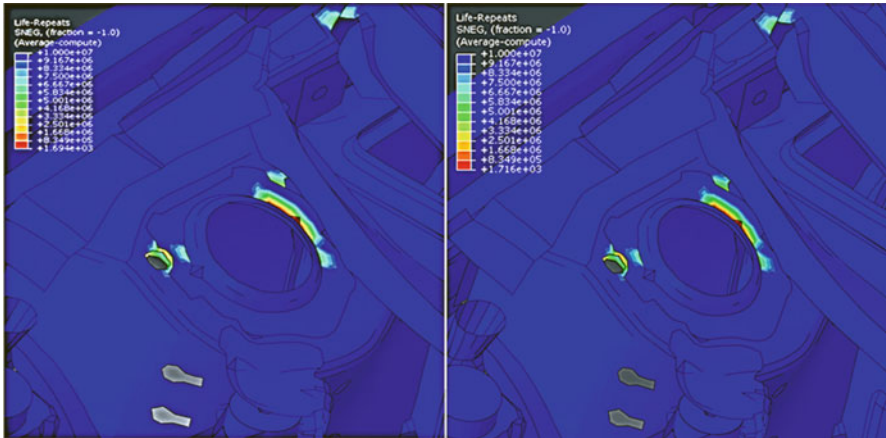 Life-Repeats
SNEG, (fraction = -1.0)
(Average-compute)
+1.000e+07
+9.167e+06
+8.334e+06
+7.500e+06
+6.667e+06
+5.834e+06
+5.001e+06
+4.168e+06
+3.334e+06
+2.501e+06
+1.668e+06
+8.349e+05
+1.694e+03
Life-Repeats
SNEG, (fraction = -1.0)
(Average-compute)
+1.000e+07
+9.167e+06
+8.334e+06
+7.500e+06
+6.667e+06
+5.834e+06
+5.001e+06
+4.168e+06
+3.334e+06
+2.501e+06
+1.668e+06
+8.349e+05
+1.716e+03